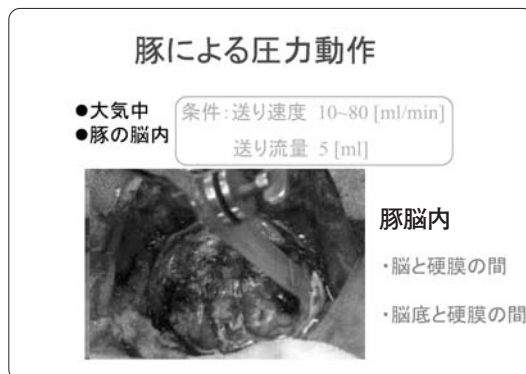 豚による圧力動作
●大気中
●豚の脳内
条件：送り速度 10~80 [ml/min]
送り流量 5 [ml]
豚脳内
・脳と硬膜の間
・脳底と硬膜の間